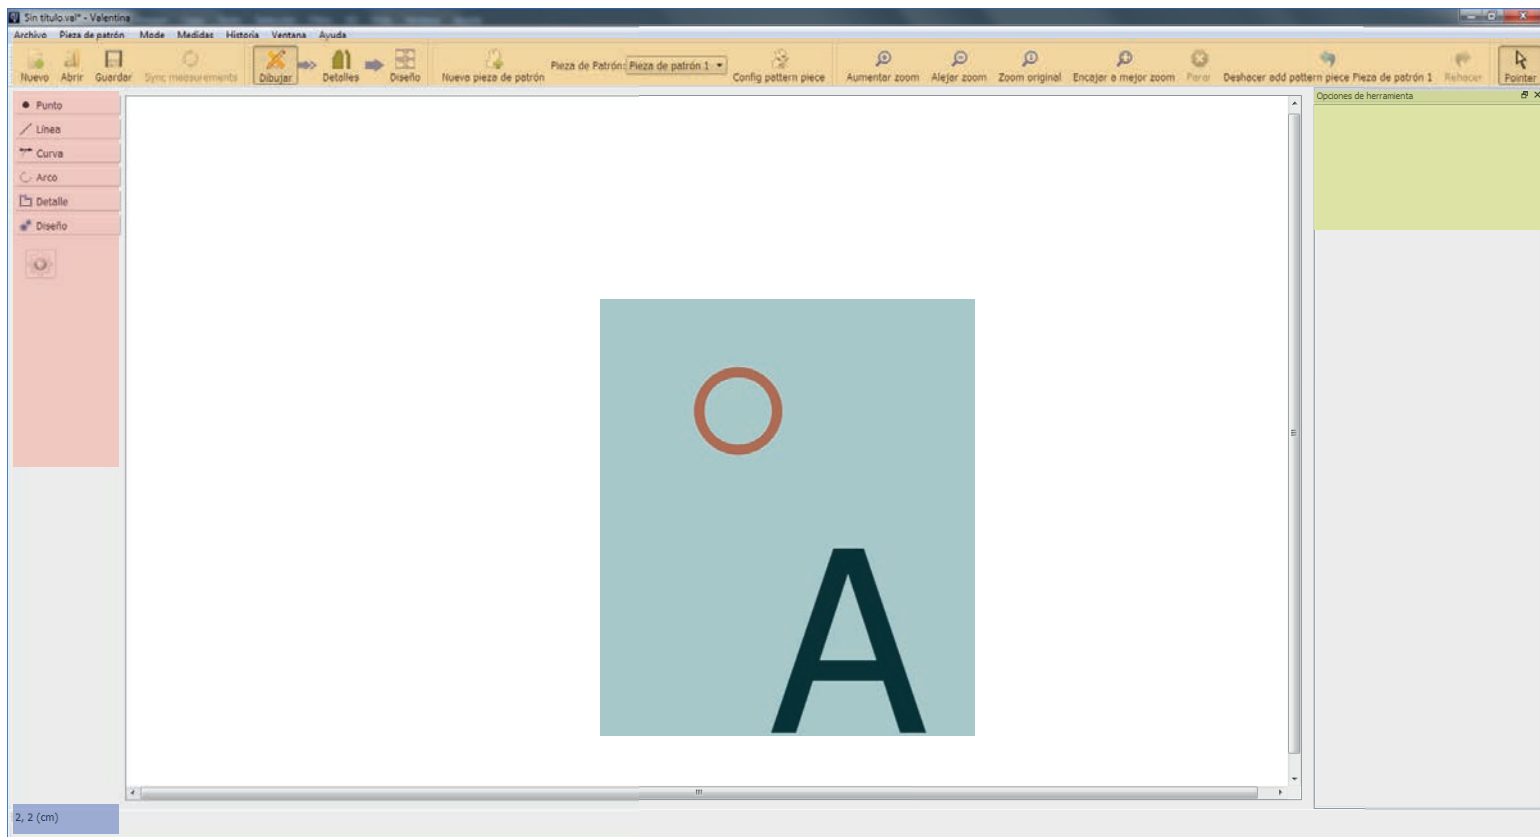 Sin título.val* - Valentina
Archivo Pieza de patrón Mode Medidas Historia Ventana Ayuda
Nuevo Abrir Guardar Sync measurements Dibujar Detalles Diseño Nueva pieza de patrón Pieza de Patrón: Pieza de patrón 1 Config pattern piece Aumentar zoom Alejar zoom Zoom original Encajar a mejor zoom Parar Deshacer add pattern piece Pieza de patrón 1 Rehacer Pointer
Opciones de herramienta
Punto
Línea
Curva
Arco
Detalle
Diseño
A
2, 2 (cm)